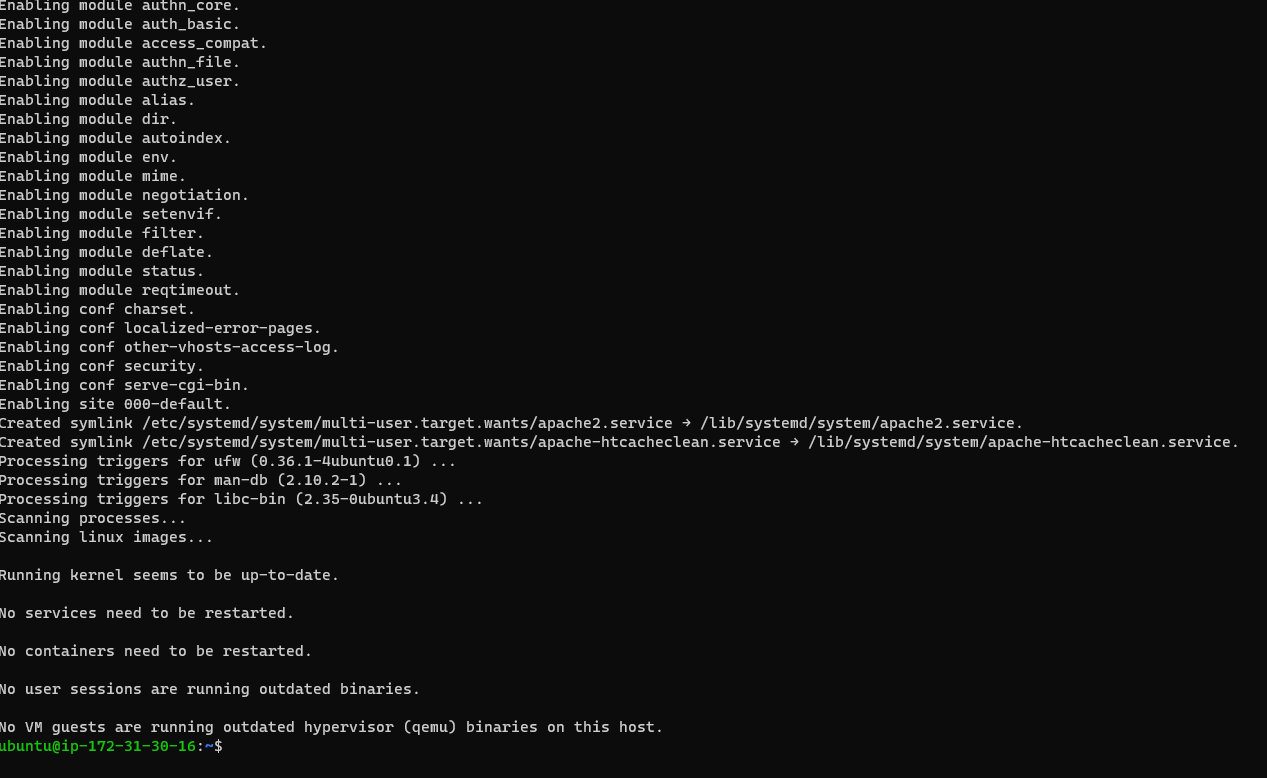 Enabling module authn_core.
Enabling module auth_basic.
Enabling module access_compat.
Enabling module authn_file.
Enabling module authz_user.
Enabling module alias.
Enabling module dir.
Enabling module autoindex.
Enabling module env.
Enabling module mime.
Enabling module negotiation.
Enabling module setenvif.
Enabling module filter.
Enabling module deflate.
Enabling module status.
Enabling module reqtimeout.
Enabling conf charset.
Enabling conf localized-error-pages.
Enabling conf other-vhosts-access-log.
Enabling conf security.
Enabling conf serve-cgi-bin.
Enabling site 000-default.
Created symlink /etc/systemd/system/multi-user.target.wants/apache2.service → /lib/systemd/system/apache2.service.
Created symlink /etc/systemd/system/multi-user.target.wants/apache-htcacheclean.service → /lib/systemd/system/apache-htcacheclean.service.
Processing triggers for ufw (0.36.1-4ubuntu0.1) ...
Processing triggers for man-db (2.10.2-1) ...
Processing triggers for libc-bin (2.35-0ubuntu3.4) ...
Scanning processes...
Scanning linux images...
Running kernel seems to be up-to-date.
No services need to be restarted.
No containers need to be restarted.
No user sessions are running outdated binaries.
No VM guests are running outdated hypervisor (qemu) binaries on this host.
ubuntu@ip-172-31-30-16:~$